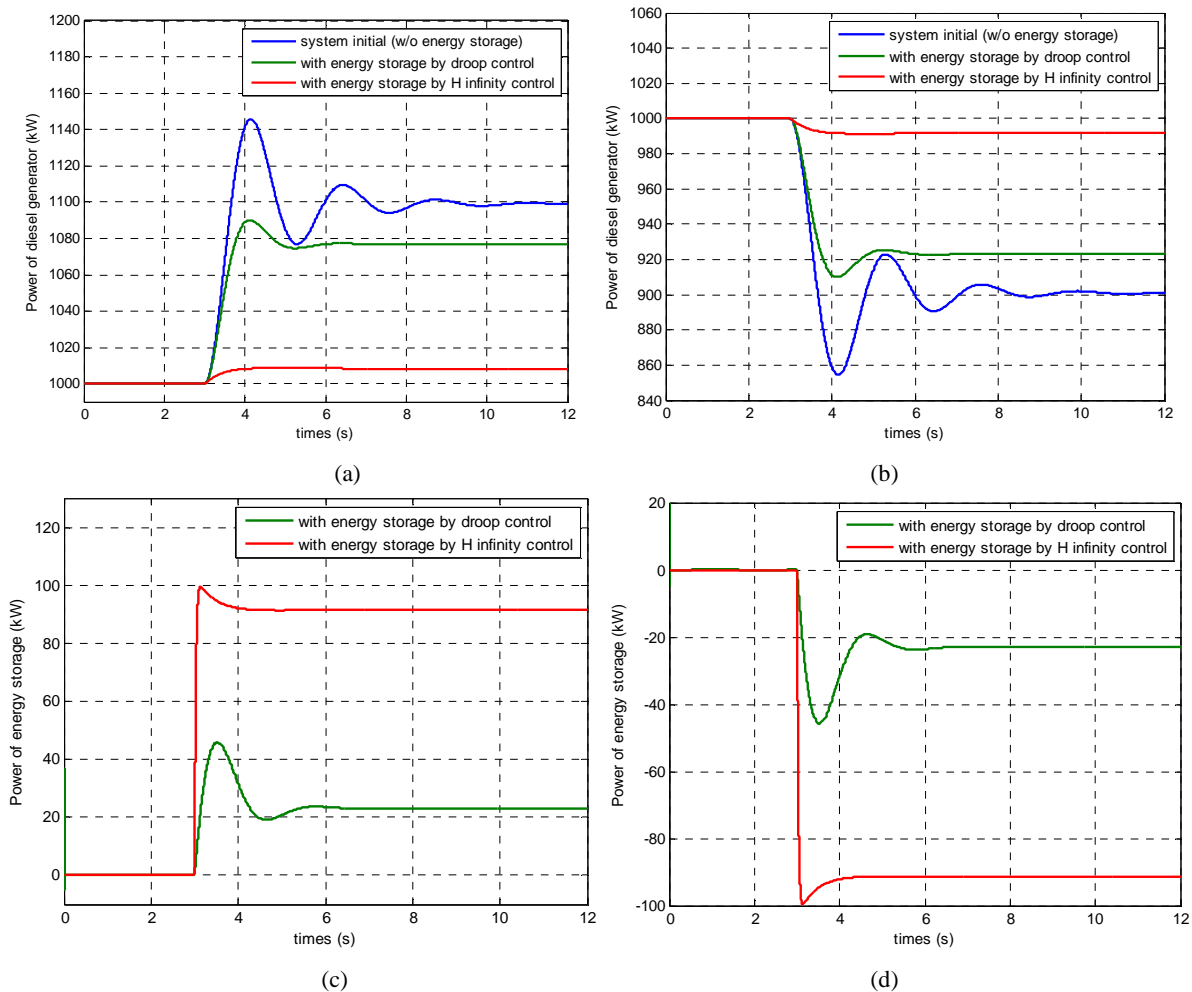 1200
1180
1160
1140
1120
1100
1080
1060
1040
1020
1000
Power of diesel generator (kW)
system initial (w/o energy storage)
with energy storage by droop control
with energy storage by H infinity control
0 2 4 6 8 10 12
times (s)
(a)
1060
1040
1020
1000
980
960
940
920
900
880
860
840
Power of diesel generator (kW)
system initial (w/o energy storage)
with energy storage by droop control
with energy storage by H infinity control
0 2 4 6 8 10 12
times (s)
(b)
120
100
80
60
40
20
0
Power of energy storage (kW)
with energy storage by droop control
with energy storage by H infinity control
0 2 4 6 8 10 12
times (s)
(c)
20
0
-20
-40
-60
-80
-100
Power of energy storage (kW)
with energy storage by droop control
with energy storage by H infinity control
0 2 4 6 8 10 12
times (s)
(d)